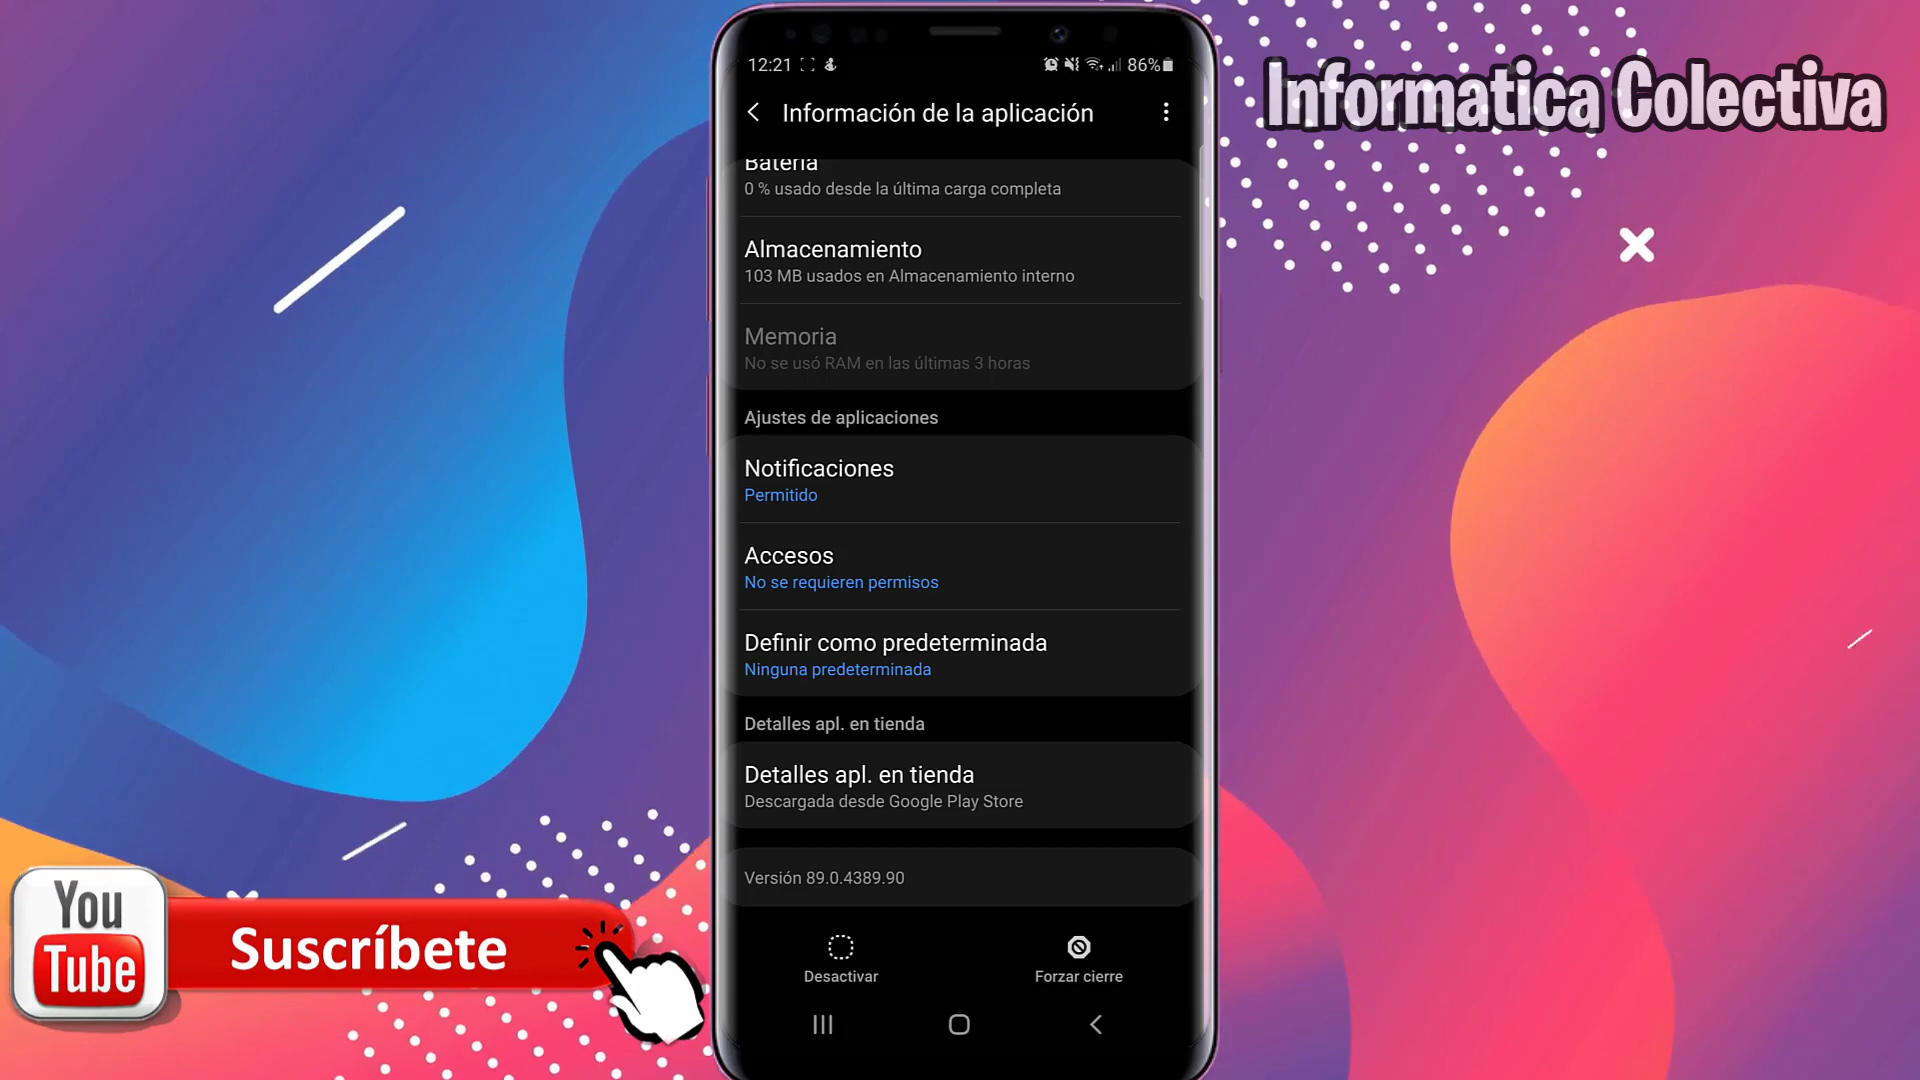 Informatica Colectiva
12:21
86%
Información de la aplicación
Batería
0 % usado desde la última carga completa
Almacenamiento
103 MB usados en Almacenamiento interno
Memoria
No se usó RAM en las últimas 3 horas
Ajustes de aplicaciones
Notificaciones
Permitido
Accesos
No se requieren permisos
Definir como predeterminada
Ninguna predeterminada
Detalles apl. en tienda
Detalles apl. en tienda
Descargada desde Google Play Store
Versión 89.0.4389.90
Desactivar
Forzar cierre
You
Tube
Suscríbete